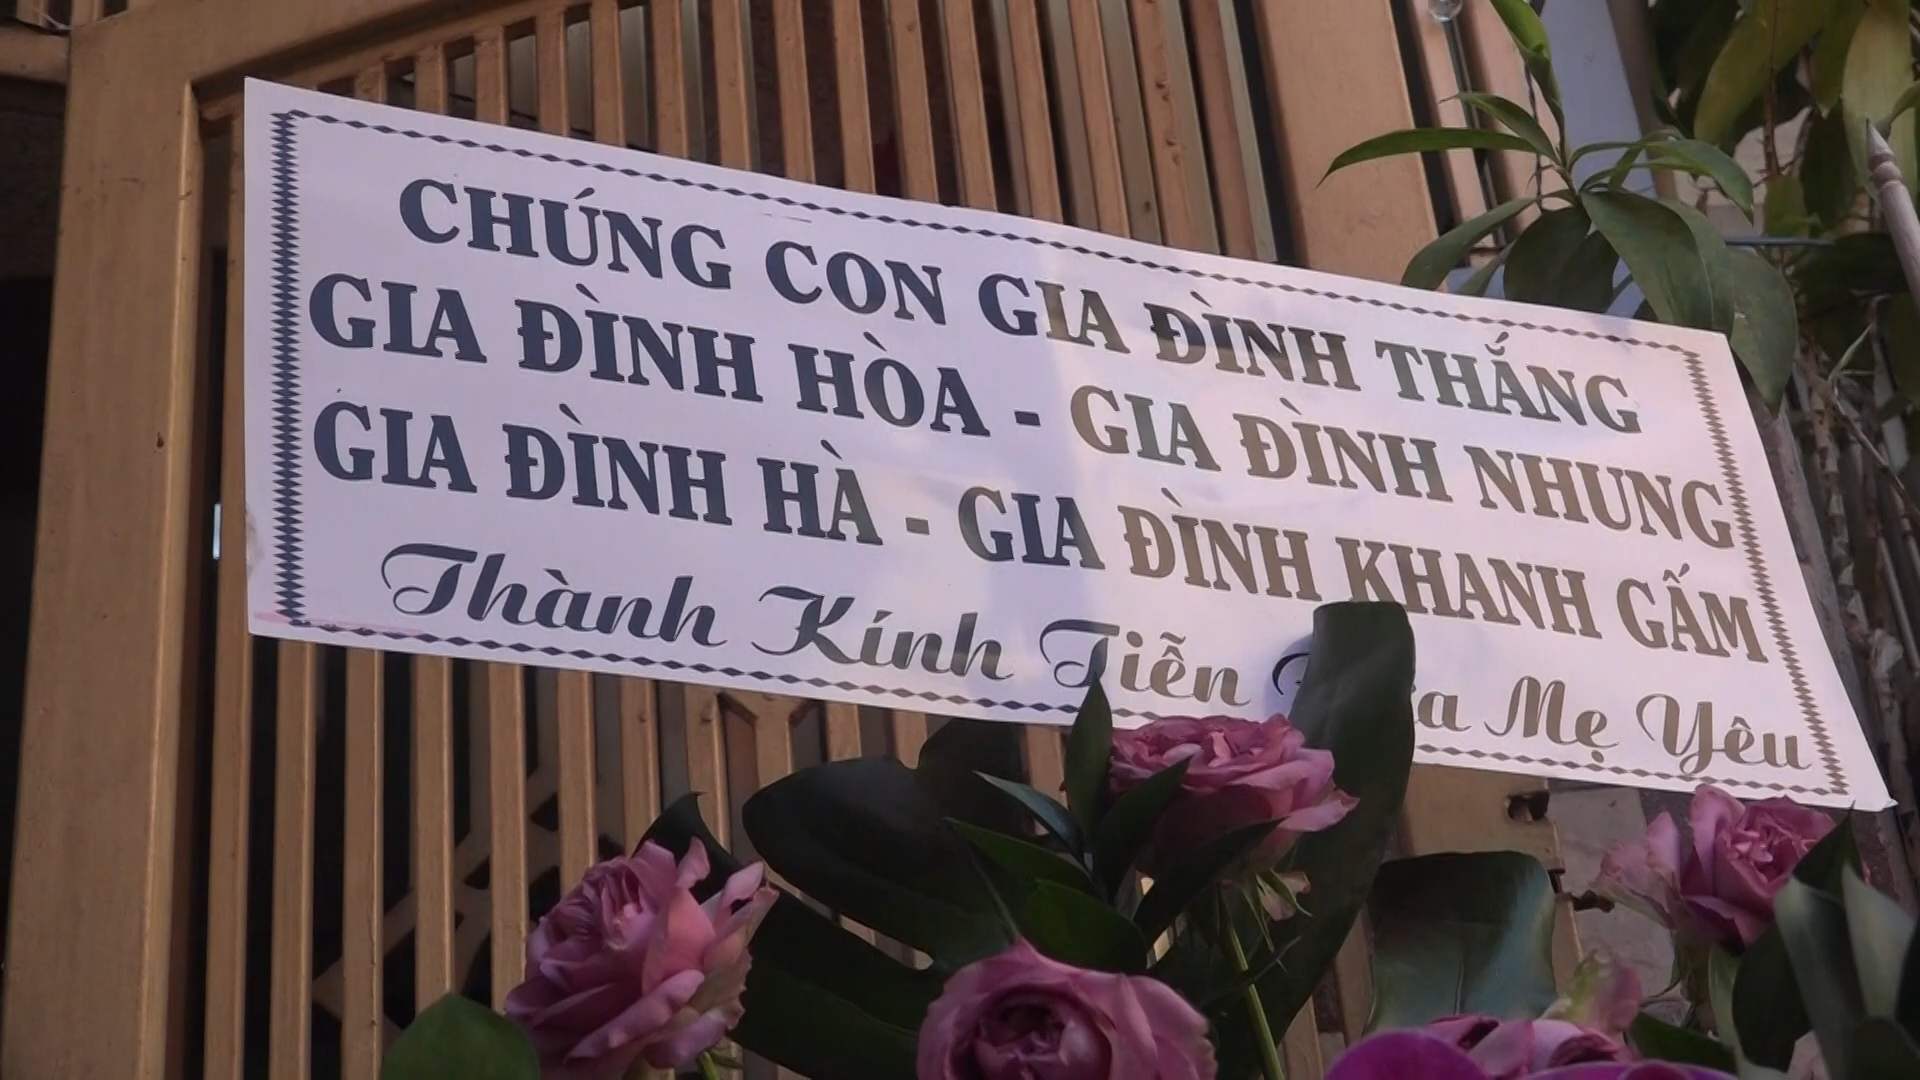 CHÚNG CON GIA ĐÌNH THẮNG
GIA ĐÌNH HÒA - GIA ĐÌNH NHUNG
GIA ĐÌNH HÀ - GIA ĐÌNH KHANH GẤM
Thành Kính Tiễn Mẹ Yêu